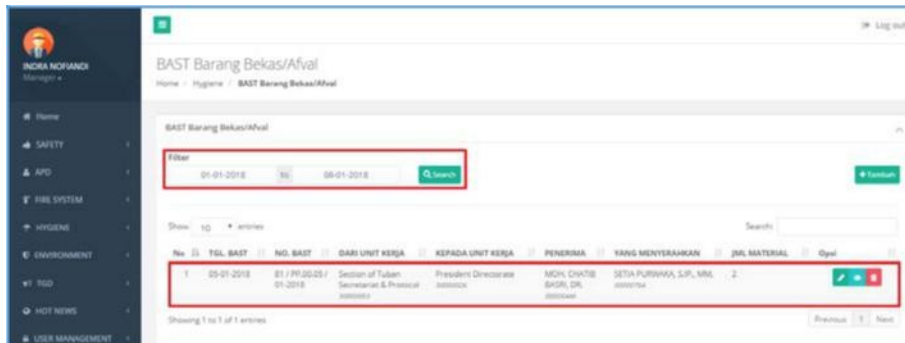 Log out
INDRA NOFIANDI
Manager
BAST Barang Bekas/Afval
Home / Hygiene / BAST Barang Bekas/Afval
Home
SAFETY
APD
FIRE SYSTEM
HYGIENE
ENVIRONMENT
TGD
HOT NEWS
USER MANAGEMENT
BAST Barang Bekas/Afval
Filter
01-01-2018 to 08-01-2018 Search
+ Tambah
Show 10 entries Search:
No TGL. BAST NO. BAST DARI UNIT KERJA KEPADA UNIT KERJA PENERIMA YANG MENYERAHKAN JML MATERIAL Opsi
1 05-01-2018 81 / PP.00.05 / Section of Tuban President Directorate MOH. CHATIB SETIA PURWAKA, S.IP., MM. 2
01-2018 Secretariat & Protocol BASRI, DR.
Showing 1 to 1 of 1 entries
Previous 1 Next